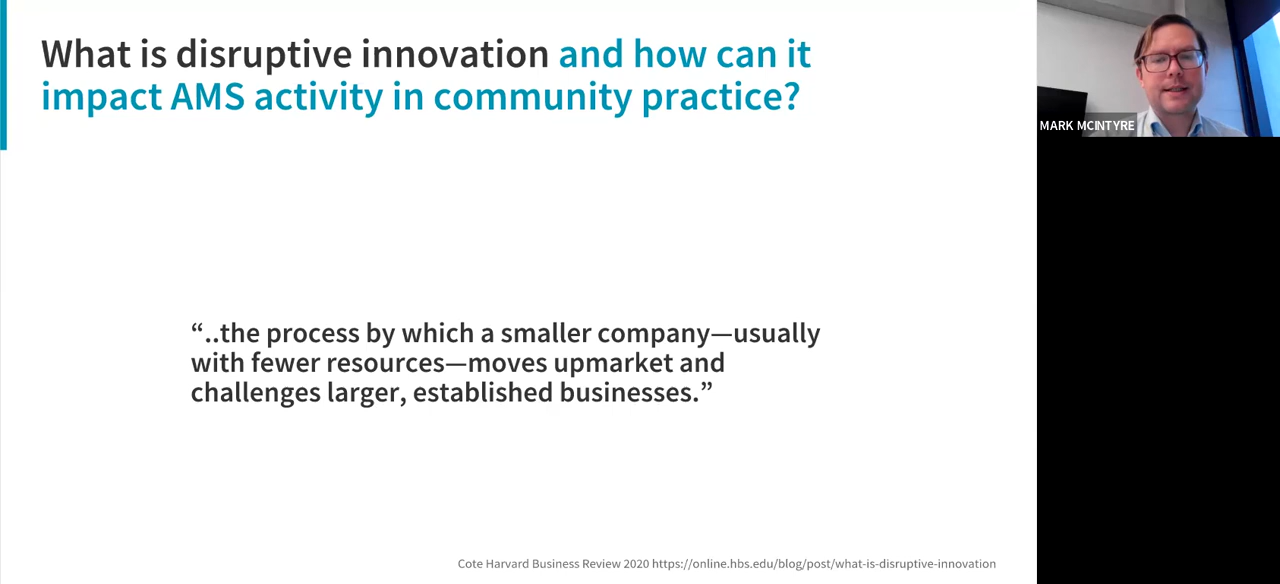 What is disruptive innovation and how can it
impact AMS activity in community practice?
MARK MCINTYRE
“..the process by which a smaller company—usually
with fewer resources—moves upmarket and
challenges larger, established businesses.”
Cote Harvard Business Review 2020 https://online.hbs.edu/blog/post/what-is-disruptive-innovation